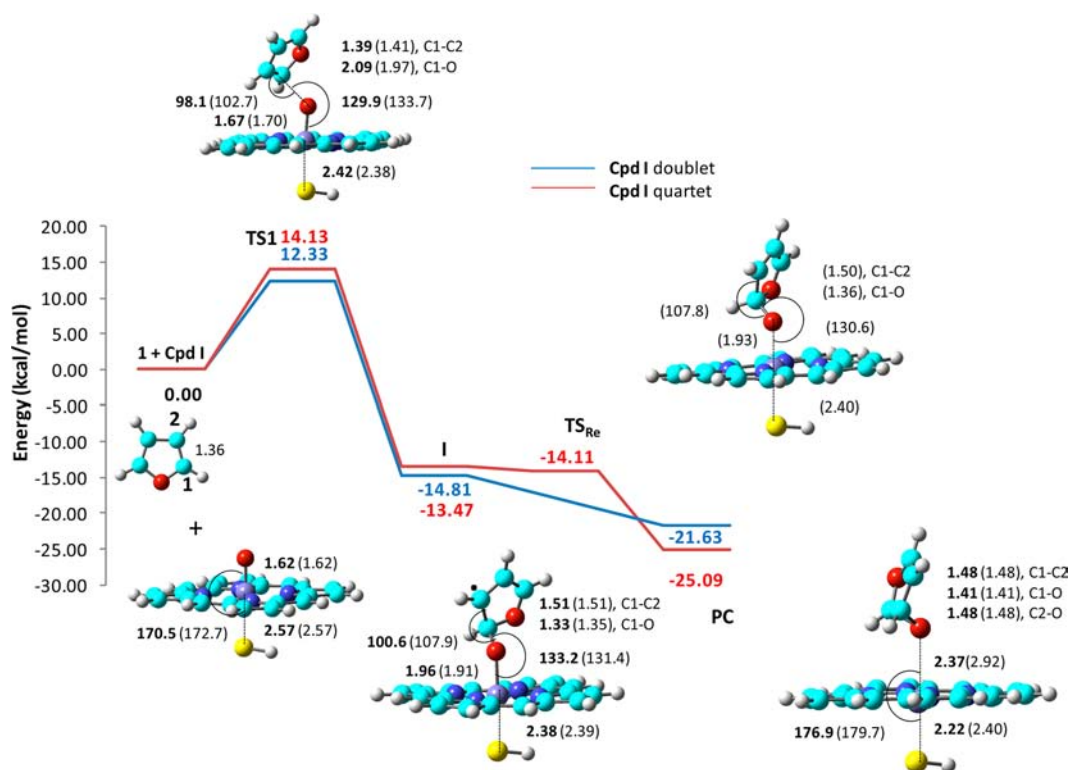 1.39 (1.41), C1-C2
2.09 (1.97), C1-O
98.1 (102.7)
129.9 (133.7)
1.67 (1.70)
2.42 (2.38)
Cpd I doublet
Cpd I quartet
Energy (kcal/mol)
20.00
15.00
10.00
5.00
0.00
-5.00
-10.00
-15.00
-20.00
-25.00
-30.00
TS1 14.13
12.33
1 + Cpd I
0.00
2
1.36
1
+
1.62 (1.62)
170.5 (172.7)
2.57 (2.57)
I
-14.81
-13.47
1.51 (1.51), C1-C2
1.33 (1.35), C1-O
100.6 (107.9)
133.2 (131.4)
1.96 (1.91)
2.38 (2.39)
TSRe
-14.11
(1.50), C1-C2
(1.36), C1-O
(107.8)
(1.93)
(130.6)
(2.40)
-21.63
-25.09
PC
1.48 (1.48), C1-C2
1.41 (1.41), C1-O
1.48 (1.48), C2-O
2.37 (2.92)
176.9 (179.7)
2.22 (2.40)